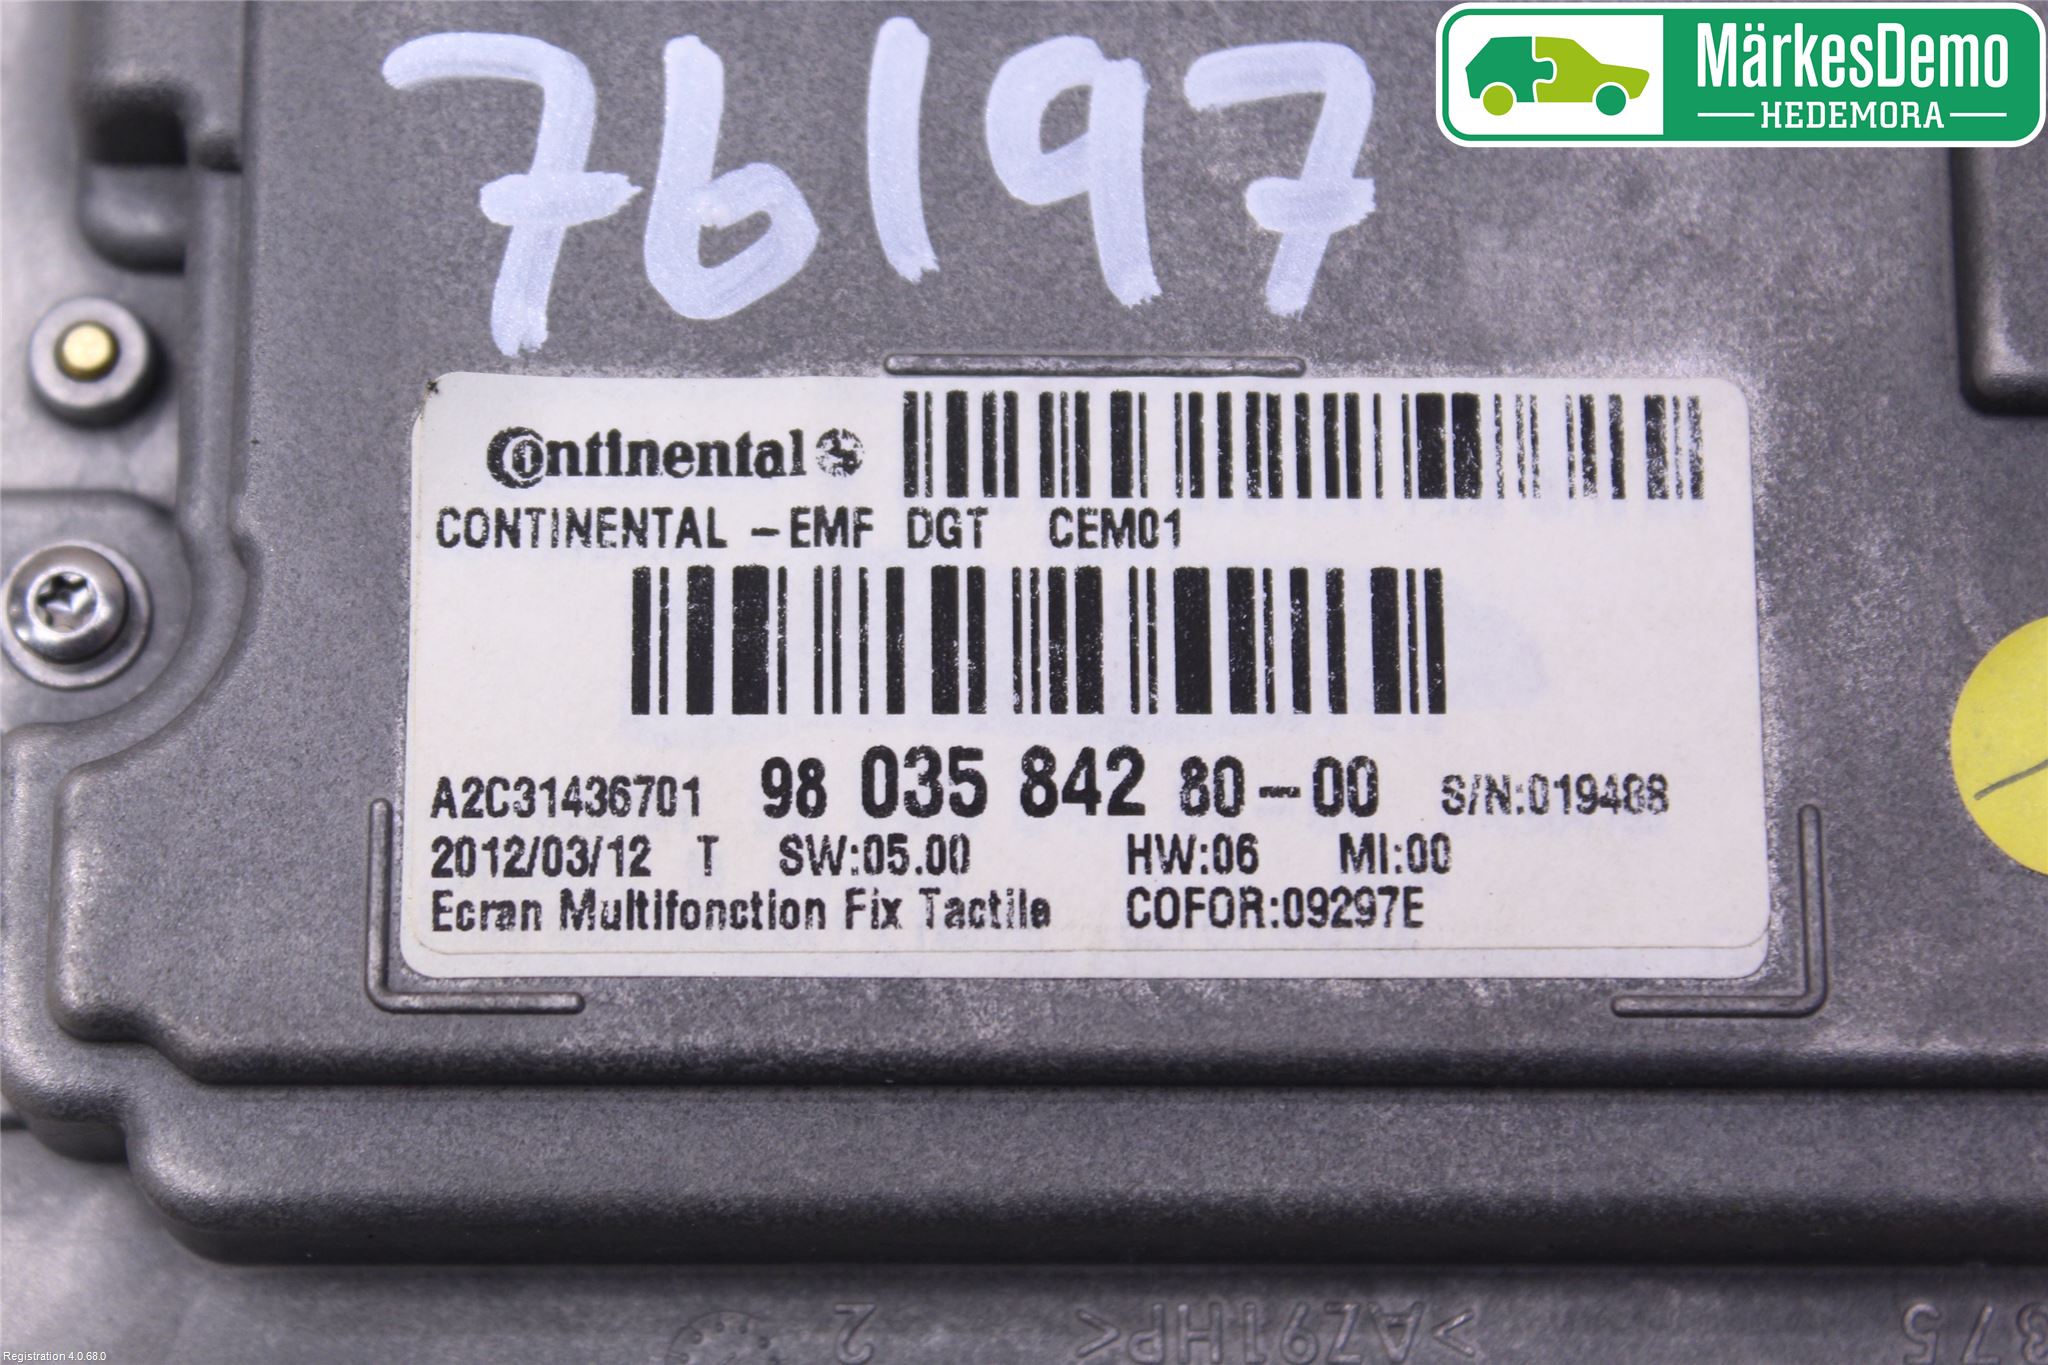 76197
MärkesDemo
HEDEMORA
Continental
CONTINENTAL -EMF DGT CEM01
A2C31436701 98 035 842 80-00 S/N:019488
2012/03/12 T SW:05.00 HW:06 MI:00
Ecran Multifonction Fix Tactile COFOR:09297E
375
>AZ91HP<
2
Registration 4.0.68.0